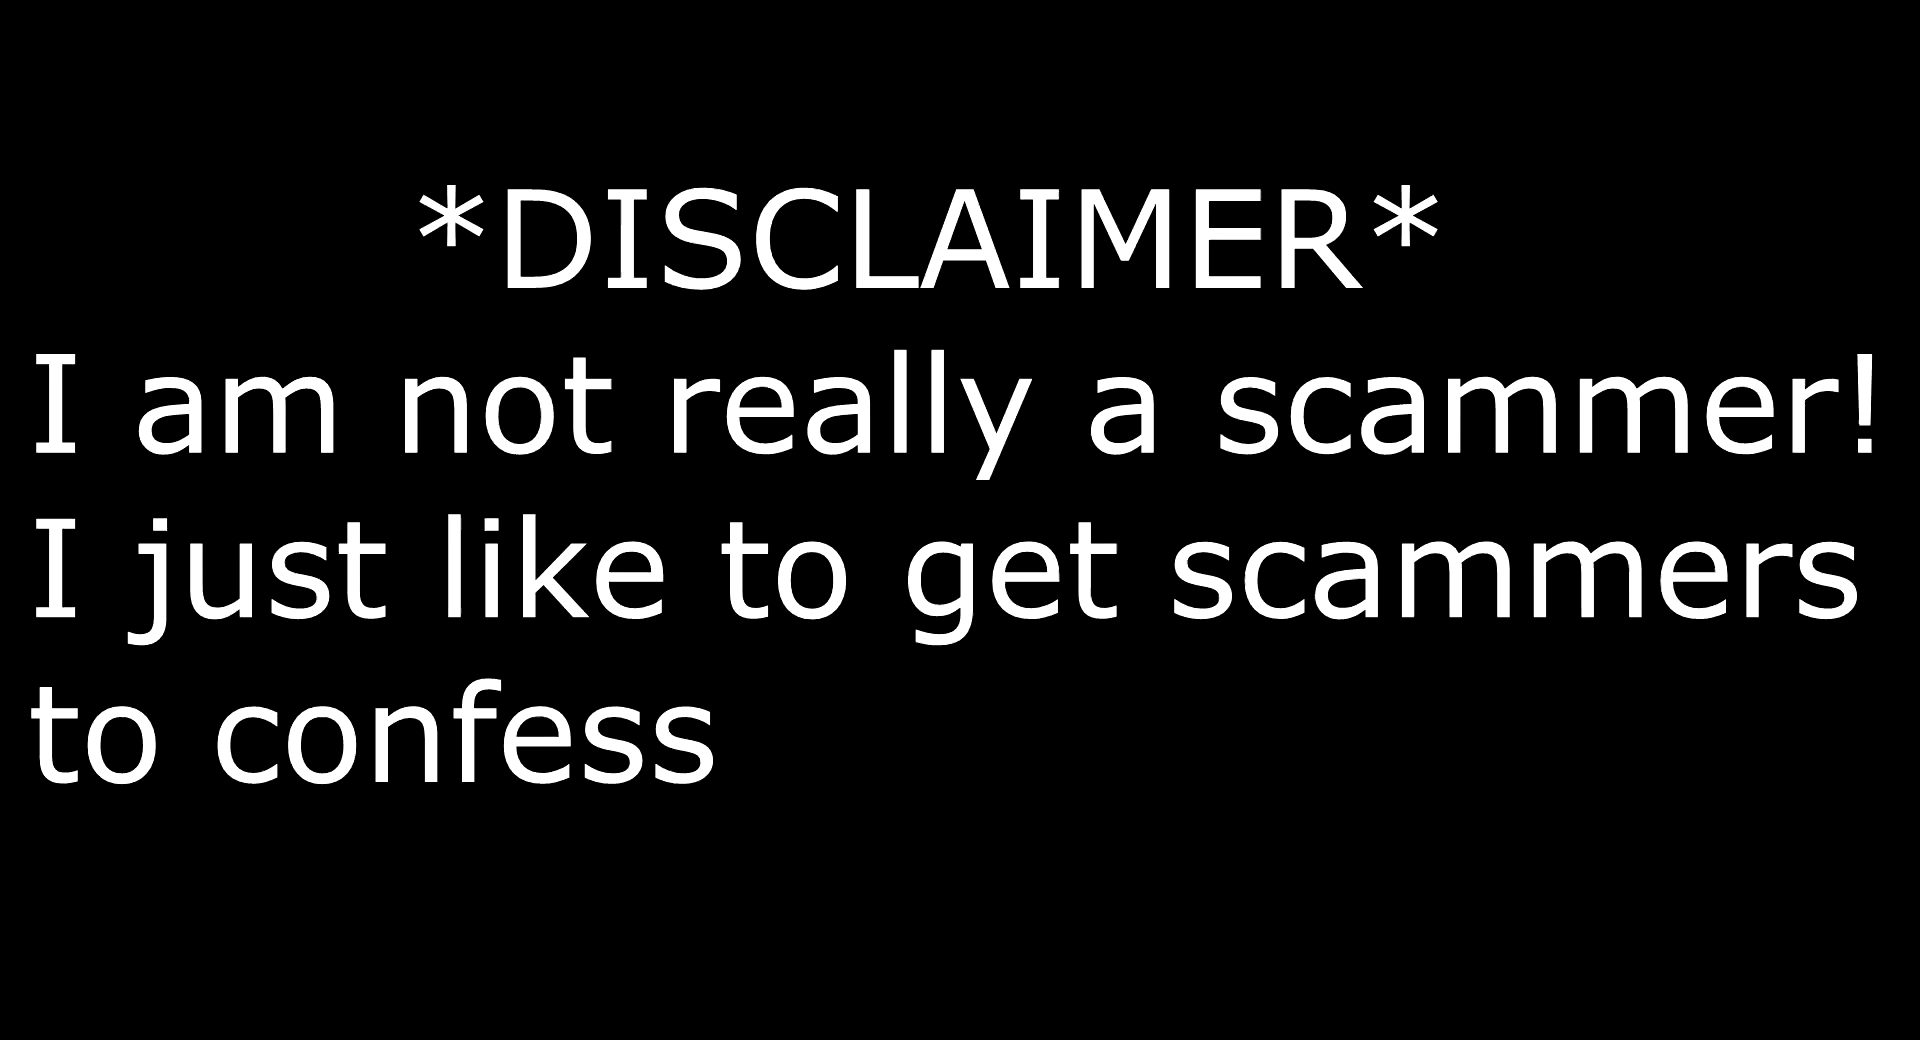 *DISCLAIMER*
I am not really a scammer!
I just like to get scammers
to confess